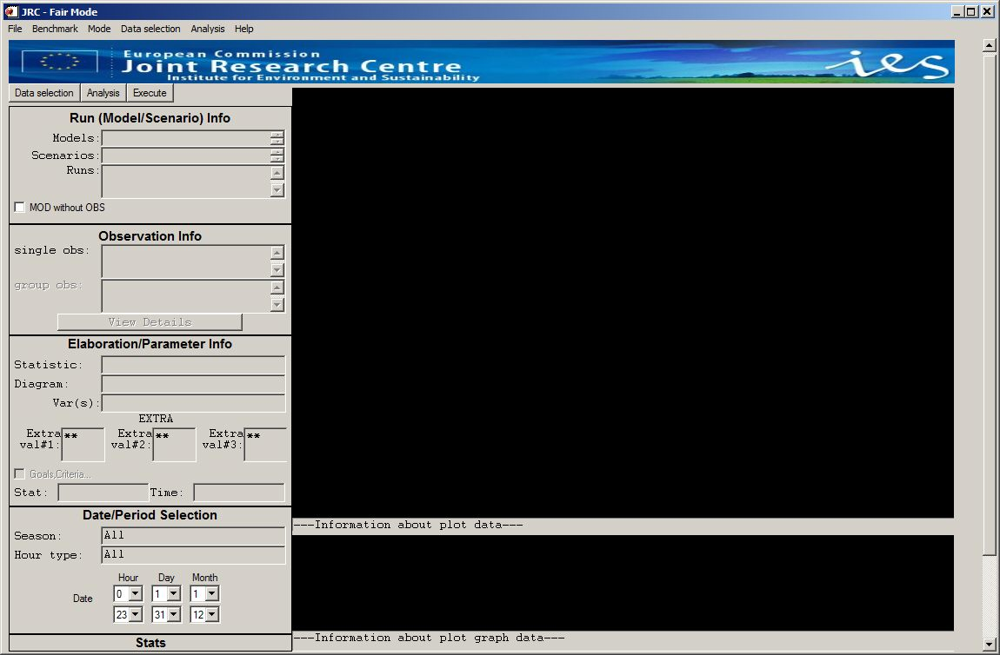 JRC - Fair Mode
File Benchmark Mode Data selection Analysis Help
European Commission
Joint Research Centre
Institute for Environment and Sustainability
ies
Data selection Analysis Execute
Run (Model/Scenario) Info
Models:
Scenarios:
Runs:
MOD without OBS
Observation Info
single obs:
group obs:
View Details
Elaboration/Parameter Info
Statistic:
Diagram:
Var(s):
EXTRA
Extra val#1: ** Extra val#2: ** Extra val#3: **
Goals,Criteria...
Stat: Time:
Date/Period Selection
Season: All
Hour type: All
Hour Day Month
Date
0 1 1
23 31 12
Stats
---Information about plot data---
---Information about plot graph data---